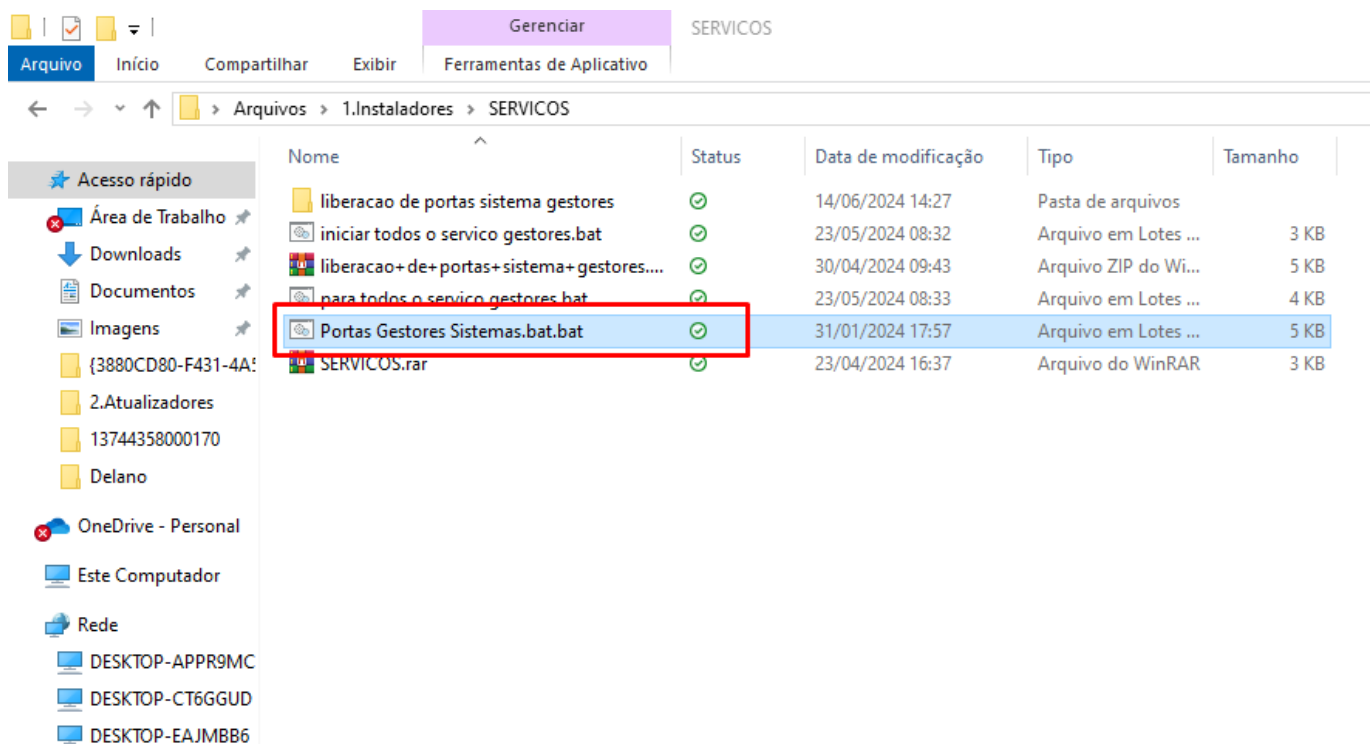 Gerenciar SERVICOS
Arquivo Início Compartilhar Exibir Ferramentas de Aplicativo
Arquivos > 1.Instaladores > SERVICOS
Nome Status Data de modificação Tipo Tamanho
liberacao de portas sistema gestores 14/06/2024 14:27 Pasta de arquivos
iniciar todos o servico gestores.bat 23/05/2024 08:32 Arquivo em Lotes ... 3 KB
liberacao+de+portas+sistema+gestores.... 30/04/2024 09:43 Arquivo ZIP do Wi... 5 KB
para todos o servico gestores.bat 23/05/2024 08:33 Arquivo em Lotes ... 4 KB
Portas Gestores Sistemas.bat.bat 31/01/2024 17:57 Arquivo em Lotes ... 5 KB
SERVICOS.rar 23/04/2024 16:37 Arquivo do WinRAR 3 KB
Acesso rápido
Área de Trabalho
Downloads
Documentos
Imagens
{3880CD80-F431-4A5
2.Atualizadores
13744358000170
Delano
OneDrive - Personal
Este Computador
Rede
DESKTOP-APPR9MC
DESKTOP-CT6GGUD
DESKTOP-EAJMBB6